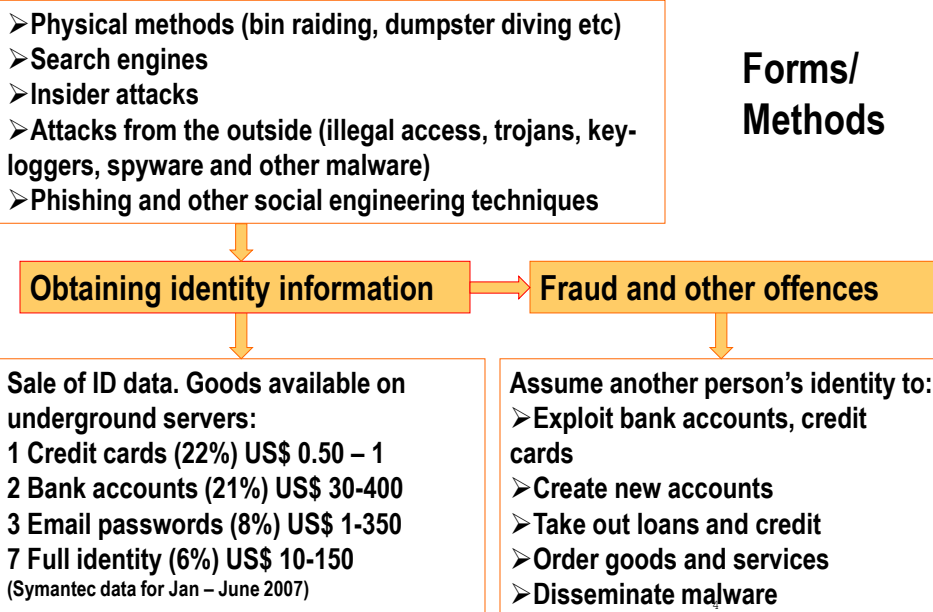 ➢Physical methods (bin raiding, dumpster diving etc)
➢Search engines
➢Insider attacks
➢Attacks from the outside (illegal access, trojans, key-
loggers, spyware and other malware)
➢Phishing and other social engineering techniques
Forms/
Methods
Obtaining identity information
Fraud and other offences
Sale of ID data. Goods available on
underground servers:
1 Credit cards (22%) US$ 0.50 – 1
2 Bank accounts (21%) US$ 30-400
3 Email passwords (8%) US$ 1-350
7 Full identity (6%) US$ 10-150
(Symantec data for Jan – June 2007)
Assume another person’s identity to:
➢Exploit bank accounts, credit
cards
➢Create new accounts
➢Take out loans and credit
➢Order goods and services
➢Disseminate malware